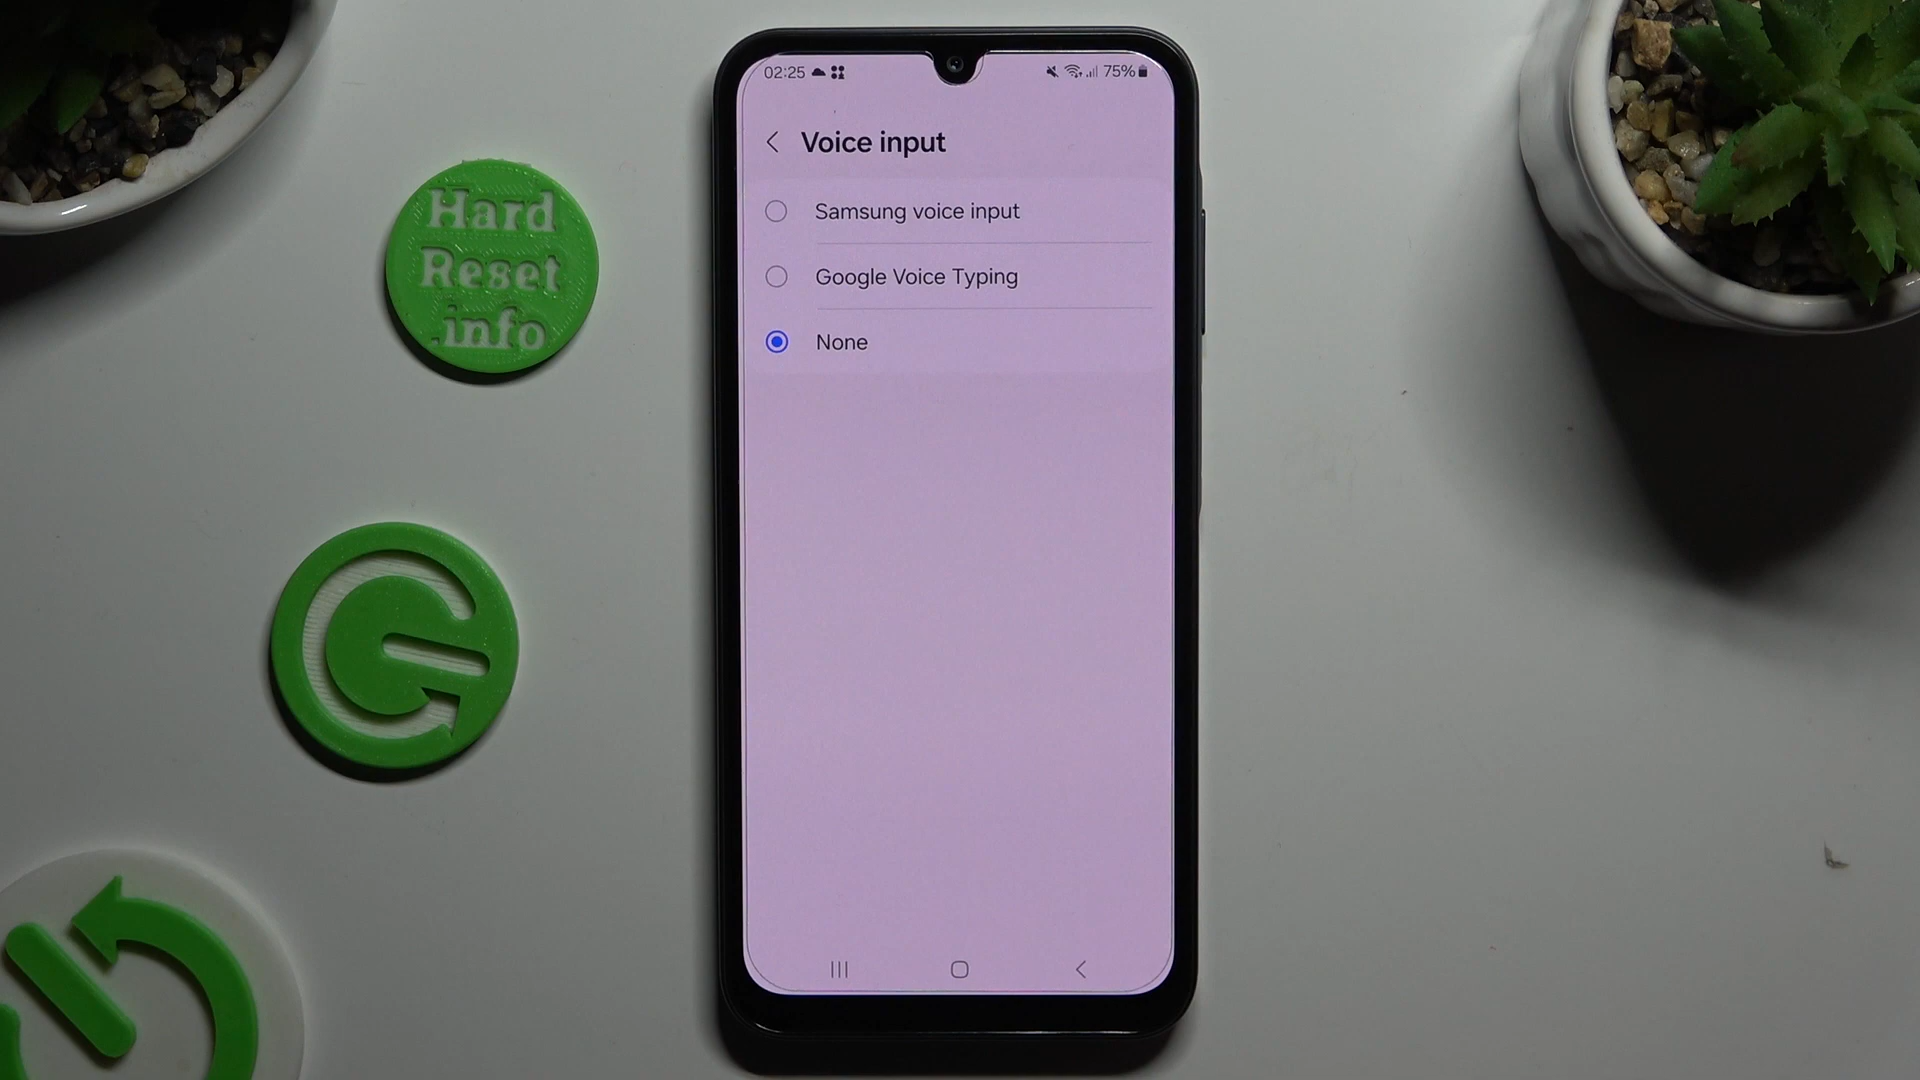 Hard
Reset
.info
02:25
75%
Voice input
Samsung voice input
Google Voice Typing
None